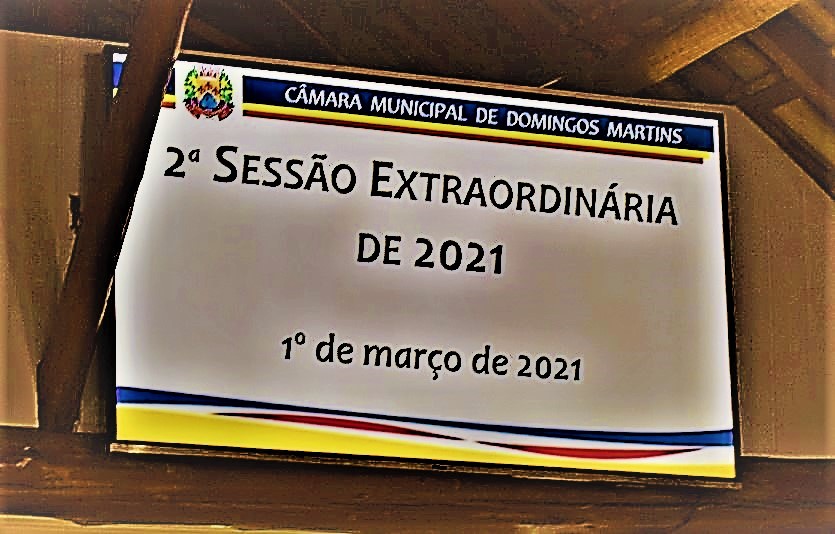 CÂMARA MUNICIPAL DE DOMINGOS MARTINS
2ª SESSÃO EXTRAORDINÁRIA
DE 2021
1º de março de 2021